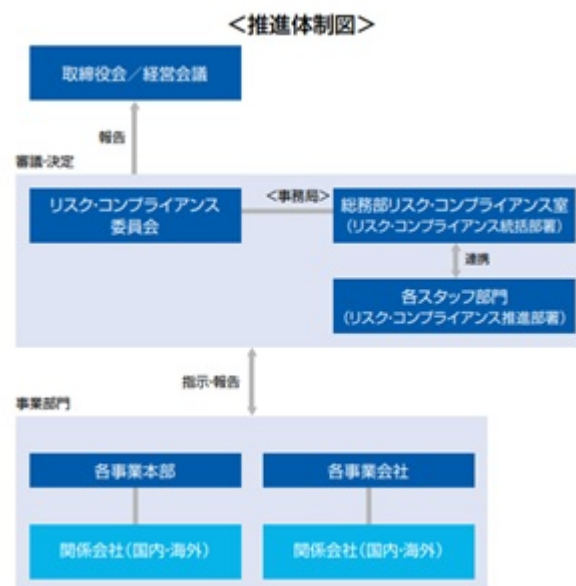 ＜推進体制図＞
取締役会／経営会議
報告
審議・決定
リスク・コンプライアンス
委員会
＜事務局＞
総務部リスク・コンプライアンス室
（リスク・コンプライアンス統括部署）
連携
各スタッフ部門
（リスク・コンプライアンス推進部署）
指示・報告
事業部門
各事業本部
各事業会社
関係会社（国内・海外）
関係会社（国内・海外）